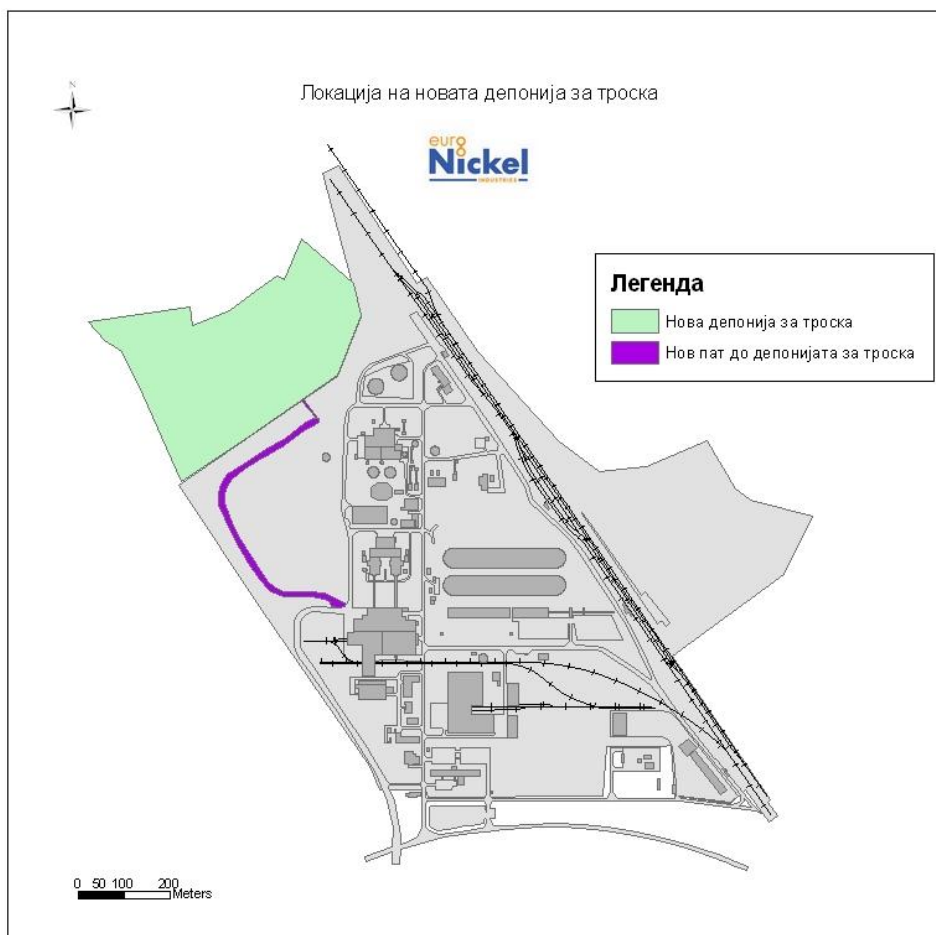 N
Локација на новата депонија за троска
euro
Nickel
INDUSTRIES
Легенда
Нова депонија за троска
Нов пат до депонијата за троска
0 50 100 200
Meters